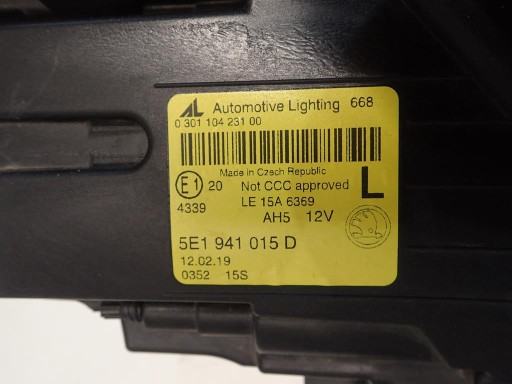 AL Automotive Lighting 668
0 301 104 231 00
Made in Czech Republic
E1 20 Not CCC approved L
4339 LE 15A 6369
AH5 12V
5E1 941 015 D
12.02.19
0352 15S